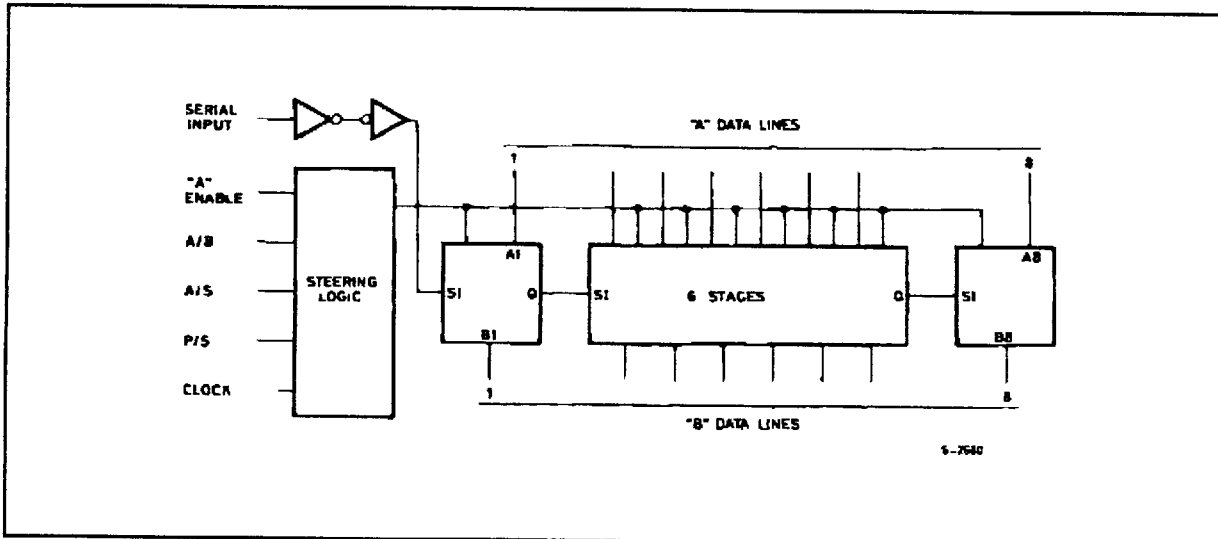 SERIAL
INPUT
"A" DATA LINES
1
8
"A"
ENABLE
A/B
A/S
P/S
CLOCK
STEERING
LOGIC
A1
SI
Q
B1
SI
6 STAGES
Q
A8
SI
B8
1
8
"B" DATA LINES